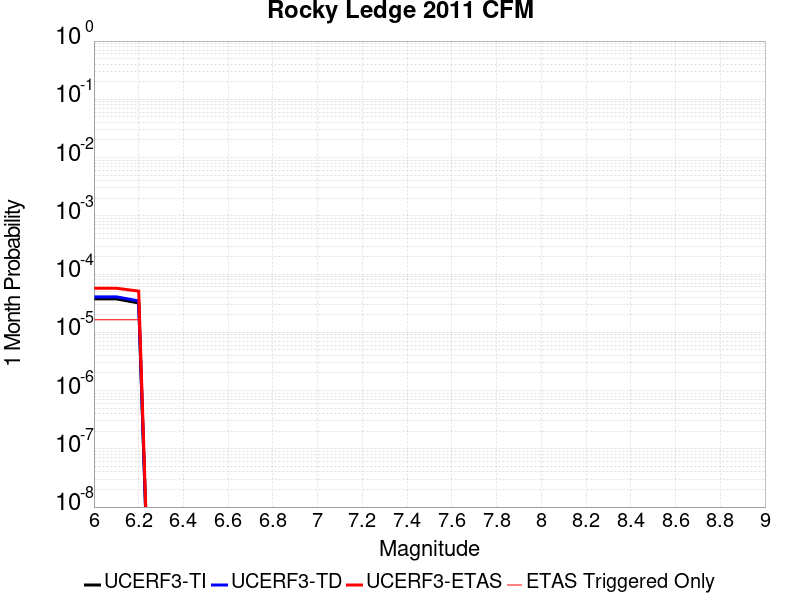 Rocky Ledge 2011 CFM
10^0
10^-1
10^-2
10^-3
10^-4
10^-5
10^-6
10^-7
10^-8
1 Month Probability
6 6.2 6.4 6.6 6.8 7 7.2 7.4 7.6 7.8 8 8.2 8.4 8.6 8.8 9
Magnitude
UCERF3-TI UCERF3-TD UCERF3-ETAS ETAS Triggered Only